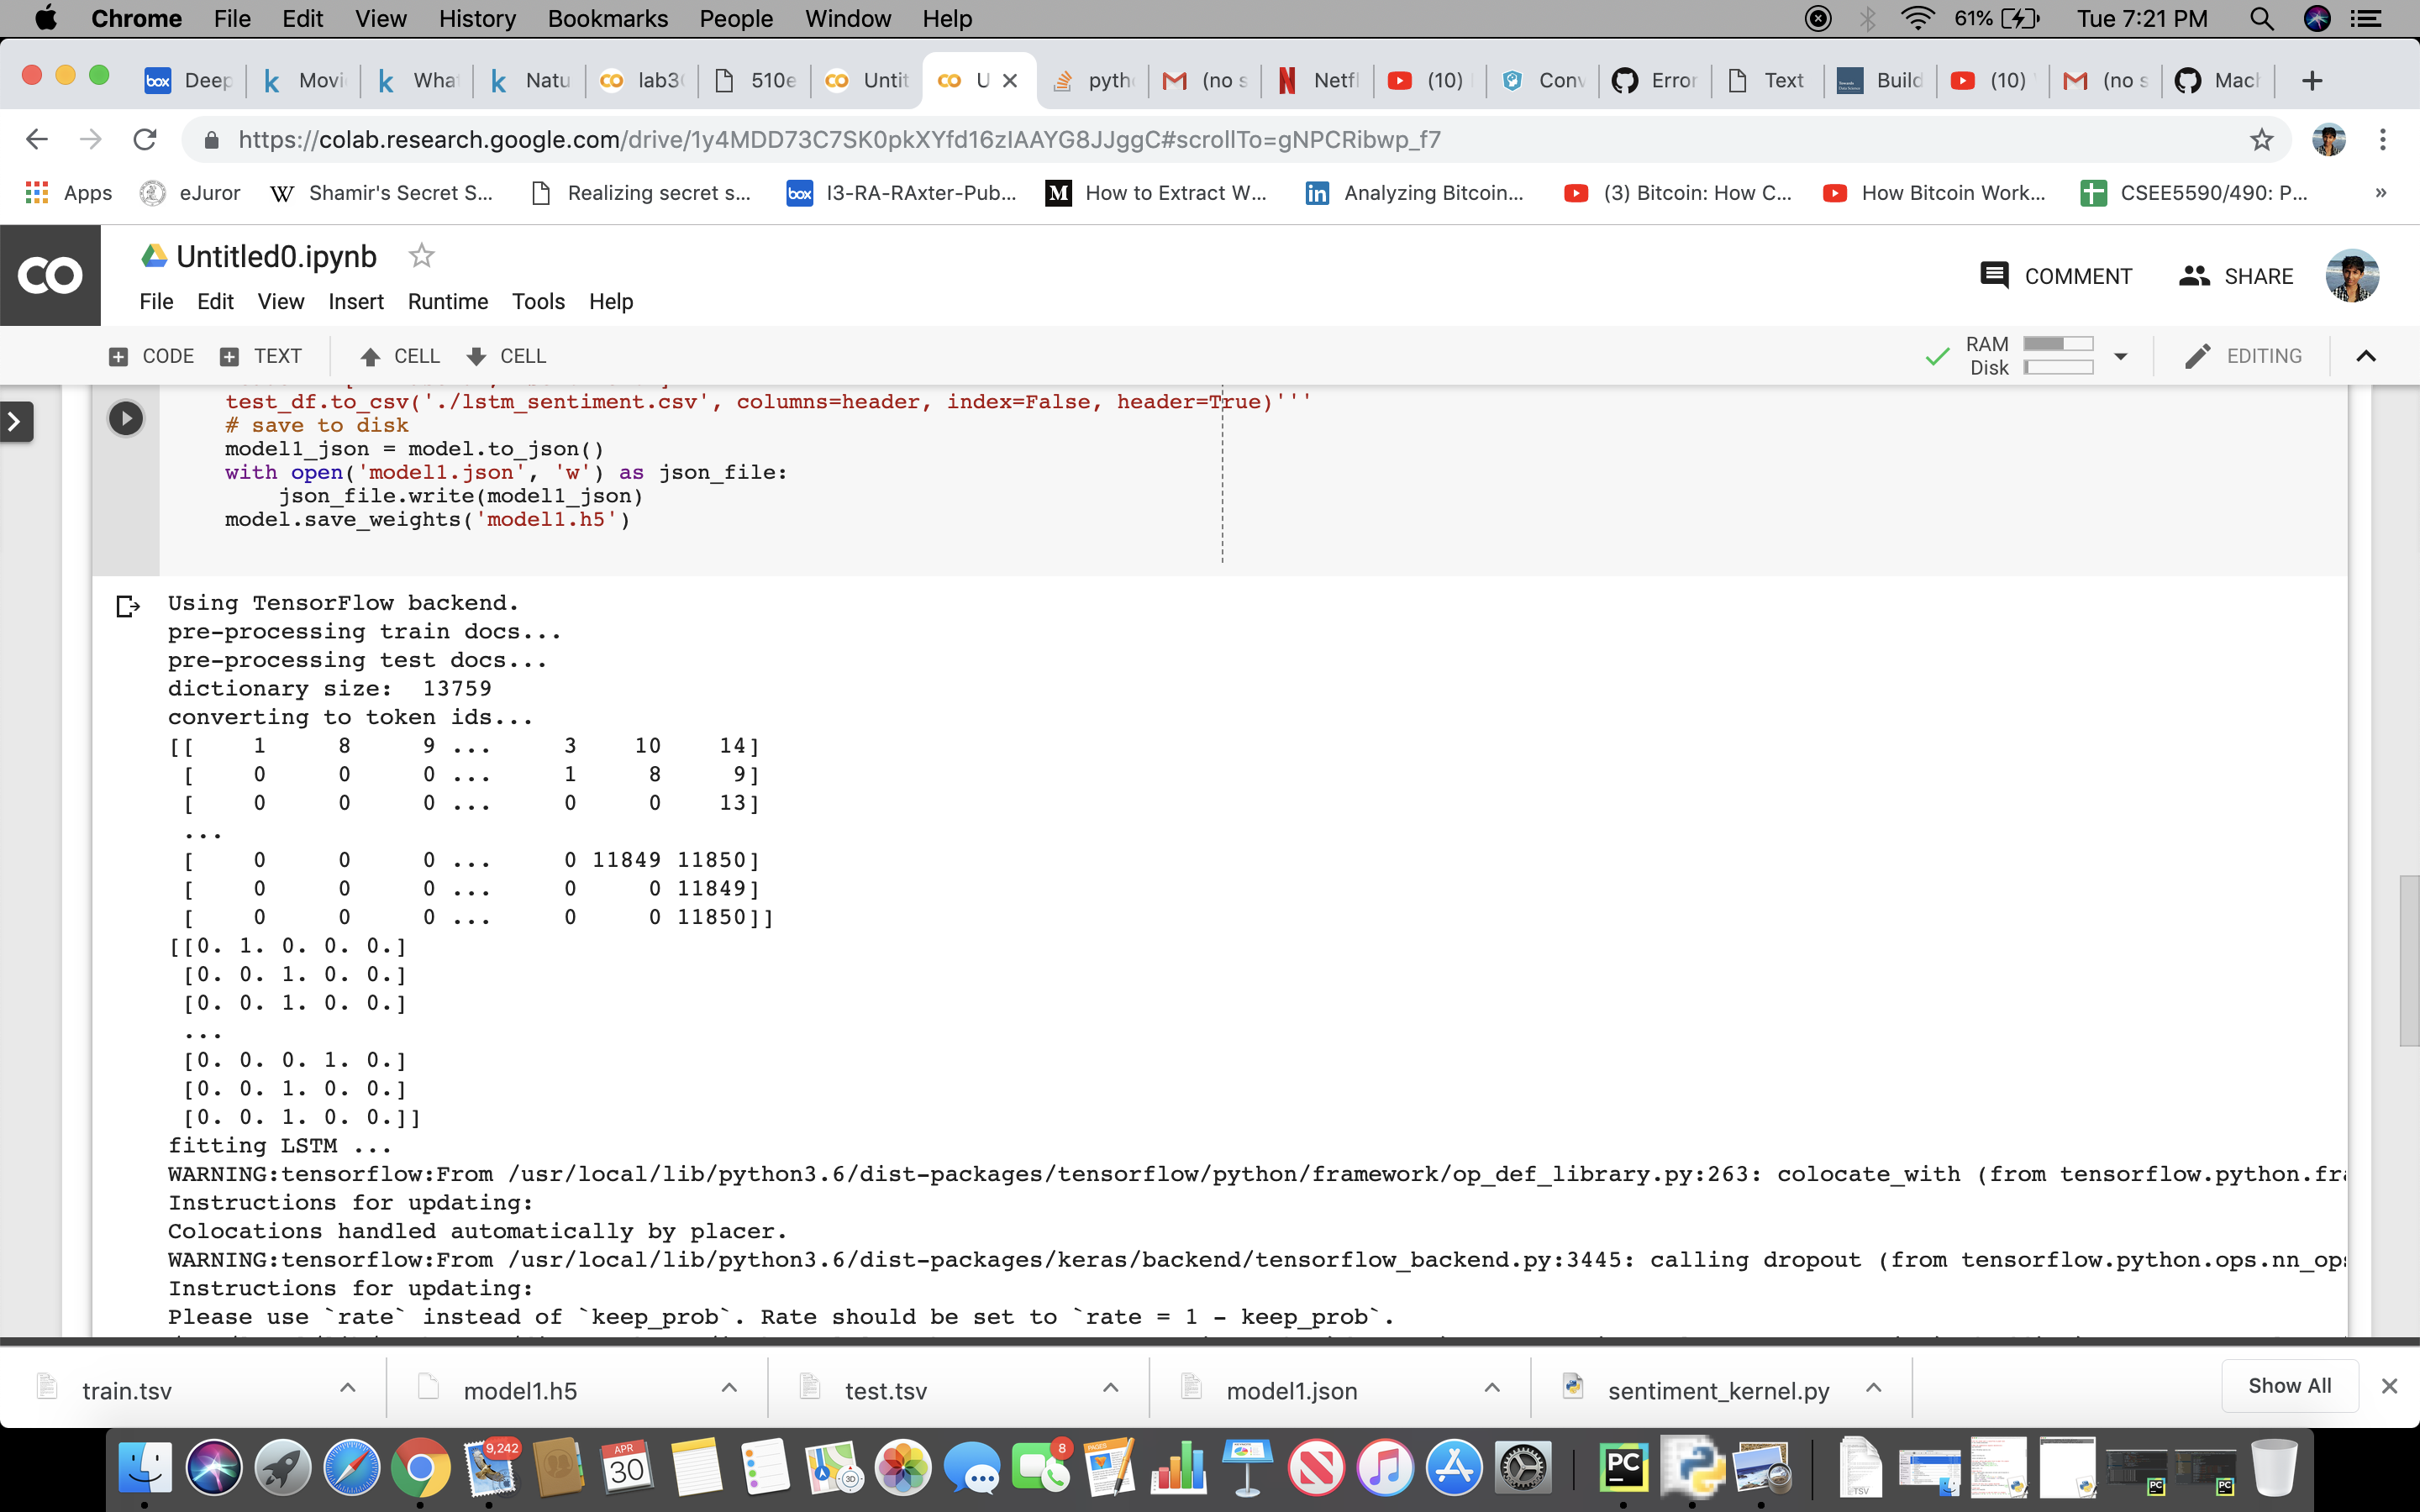 Chrome File Edit View History Bookmarks People Window Help 61% Tue 7:21 PM
box Deep k Movi k What k Natu lab3 510e Untit U pyth (no s Netfl (10) Conv Error Text Build (10) (no s Mach
https://colab.research.google.com/drive/1y4MDD73C7SK0pkXYfd16zIAAYG8JJggC#scrollTo=gNPCRibwp_f7
Apps eJuror W Shamir's Secret S... Realizing secret s... box I3-RA-RAxter-Pub... M How to Extract W... in Analyzing Bitcoin... (3) Bitcoin: How C... How Bitcoin Work... CSEE5590/490: P... »
CO Untitled0.ipynb
COMMENT SHARE
File Edit View Insert Runtime Tools Help
CODE TEXT CELL CELL RAM Disk EDITING
test_df.to_csv('./lstm_sentiment.csv', columns=header, index=False, header=True)'''
# save to disk
model1_json = model.to_json()
with open('model1.json', 'w') as json_file:
    json_file.write(model1_json)
model.save_weights('model1.h5')
Using TensorFlow backend.
pre-processing train docs...
pre-processing test docs...
dictionary size:  13759
converting to token ids...
[[    1     8     9 ...     3    10    14]
 [    0     0     0 ...     1     8     9]
 [    0     0     0 ...     0     0    13]
 ...
 [    0     0     0 ...     0 11849 11850]
 [    0     0     0 ...     0     0 11849]
 [    0     0     0 ...     0     0 11850]]
[[0. 1. 0. 0. 0.]
 [0. 0. 1. 0. 0.]
 [0. 0. 1. 0. 0.]
 ...
 [0. 0. 0. 1. 0.]
 [0. 0. 1. 0. 0.]
 [0. 0. 1. 0. 0.]]
fitting LSTM ...
WARNING:tensorflow:From /usr/local/lib/python3.6/dist-packages/tensorflow/python/framework/op_def_library.py:263: colocate_with (from tensorflow.python.fra
Instructions for updating:
Colocations handled automatically by placer.
WARNING:tensorflow:From /usr/local/lib/python3.6/dist-packages/keras/backend/tensorflow_backend.py:3445: calling dropout (from tensorflow.python.ops.nn_ops
Instructions for updating:
Please use `rate` instead of `keep_prob`. Rate should be set to `rate = 1 - keep_prob`.
train.tsv model1.h5 test.tsv model1.json sentiment_kernel.py Show All
9,242 APR 30 3D 8 PAGES PC TSV PC PC